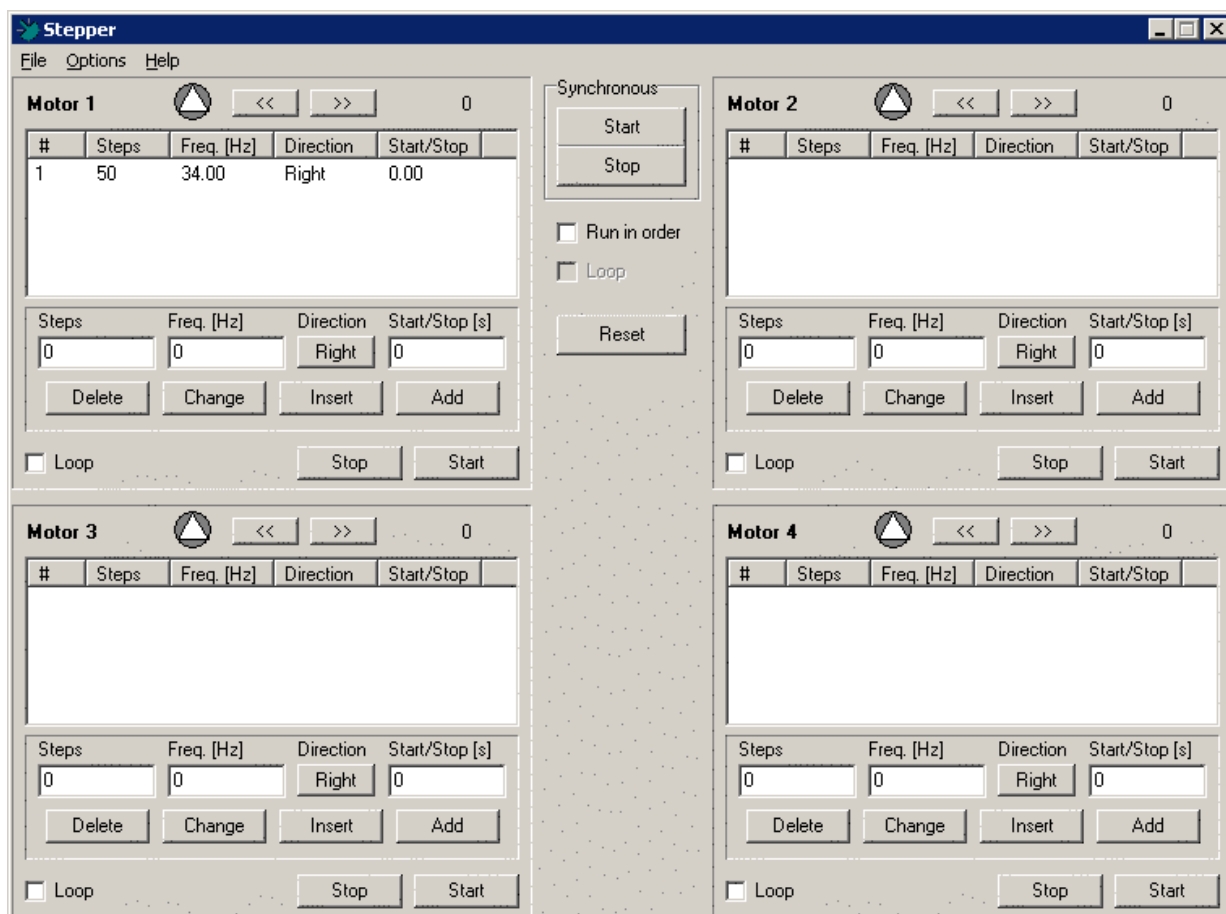 Stepper
File Options Help
Motor 1 << >> 0
# Steps Freq. [Hz] Direction Start/Stop
1 50 34.00 Right 0.00
Steps Freq. [Hz] Direction Start/Stop [s]
0 0 Right 0
Delete Change Insert Add
Loop Stop Start
Synchronous
Start
Stop
Run in order
Loop
Reset
Motor 2 << >> 0
# Steps Freq. [Hz] Direction Start/Stop
Steps Freq. [Hz] Direction Start/Stop [s]
0 0 Right 0
Delete Change Insert Add
Loop Stop Start
Motor 3 << >> 0
# Steps Freq. [Hz] Direction Start/Stop
Steps Freq. [Hz] Direction Start/Stop [s]
0 0 Right 0
Delete Change Insert Add
Loop Stop Start
Motor 4 << >> 0
# Steps Freq. [Hz] Direction Start/Stop
Steps Freq. [Hz] Direction Start/Stop [s]
0 0 Right 0
Delete Change Insert Add
Loop Stop Start